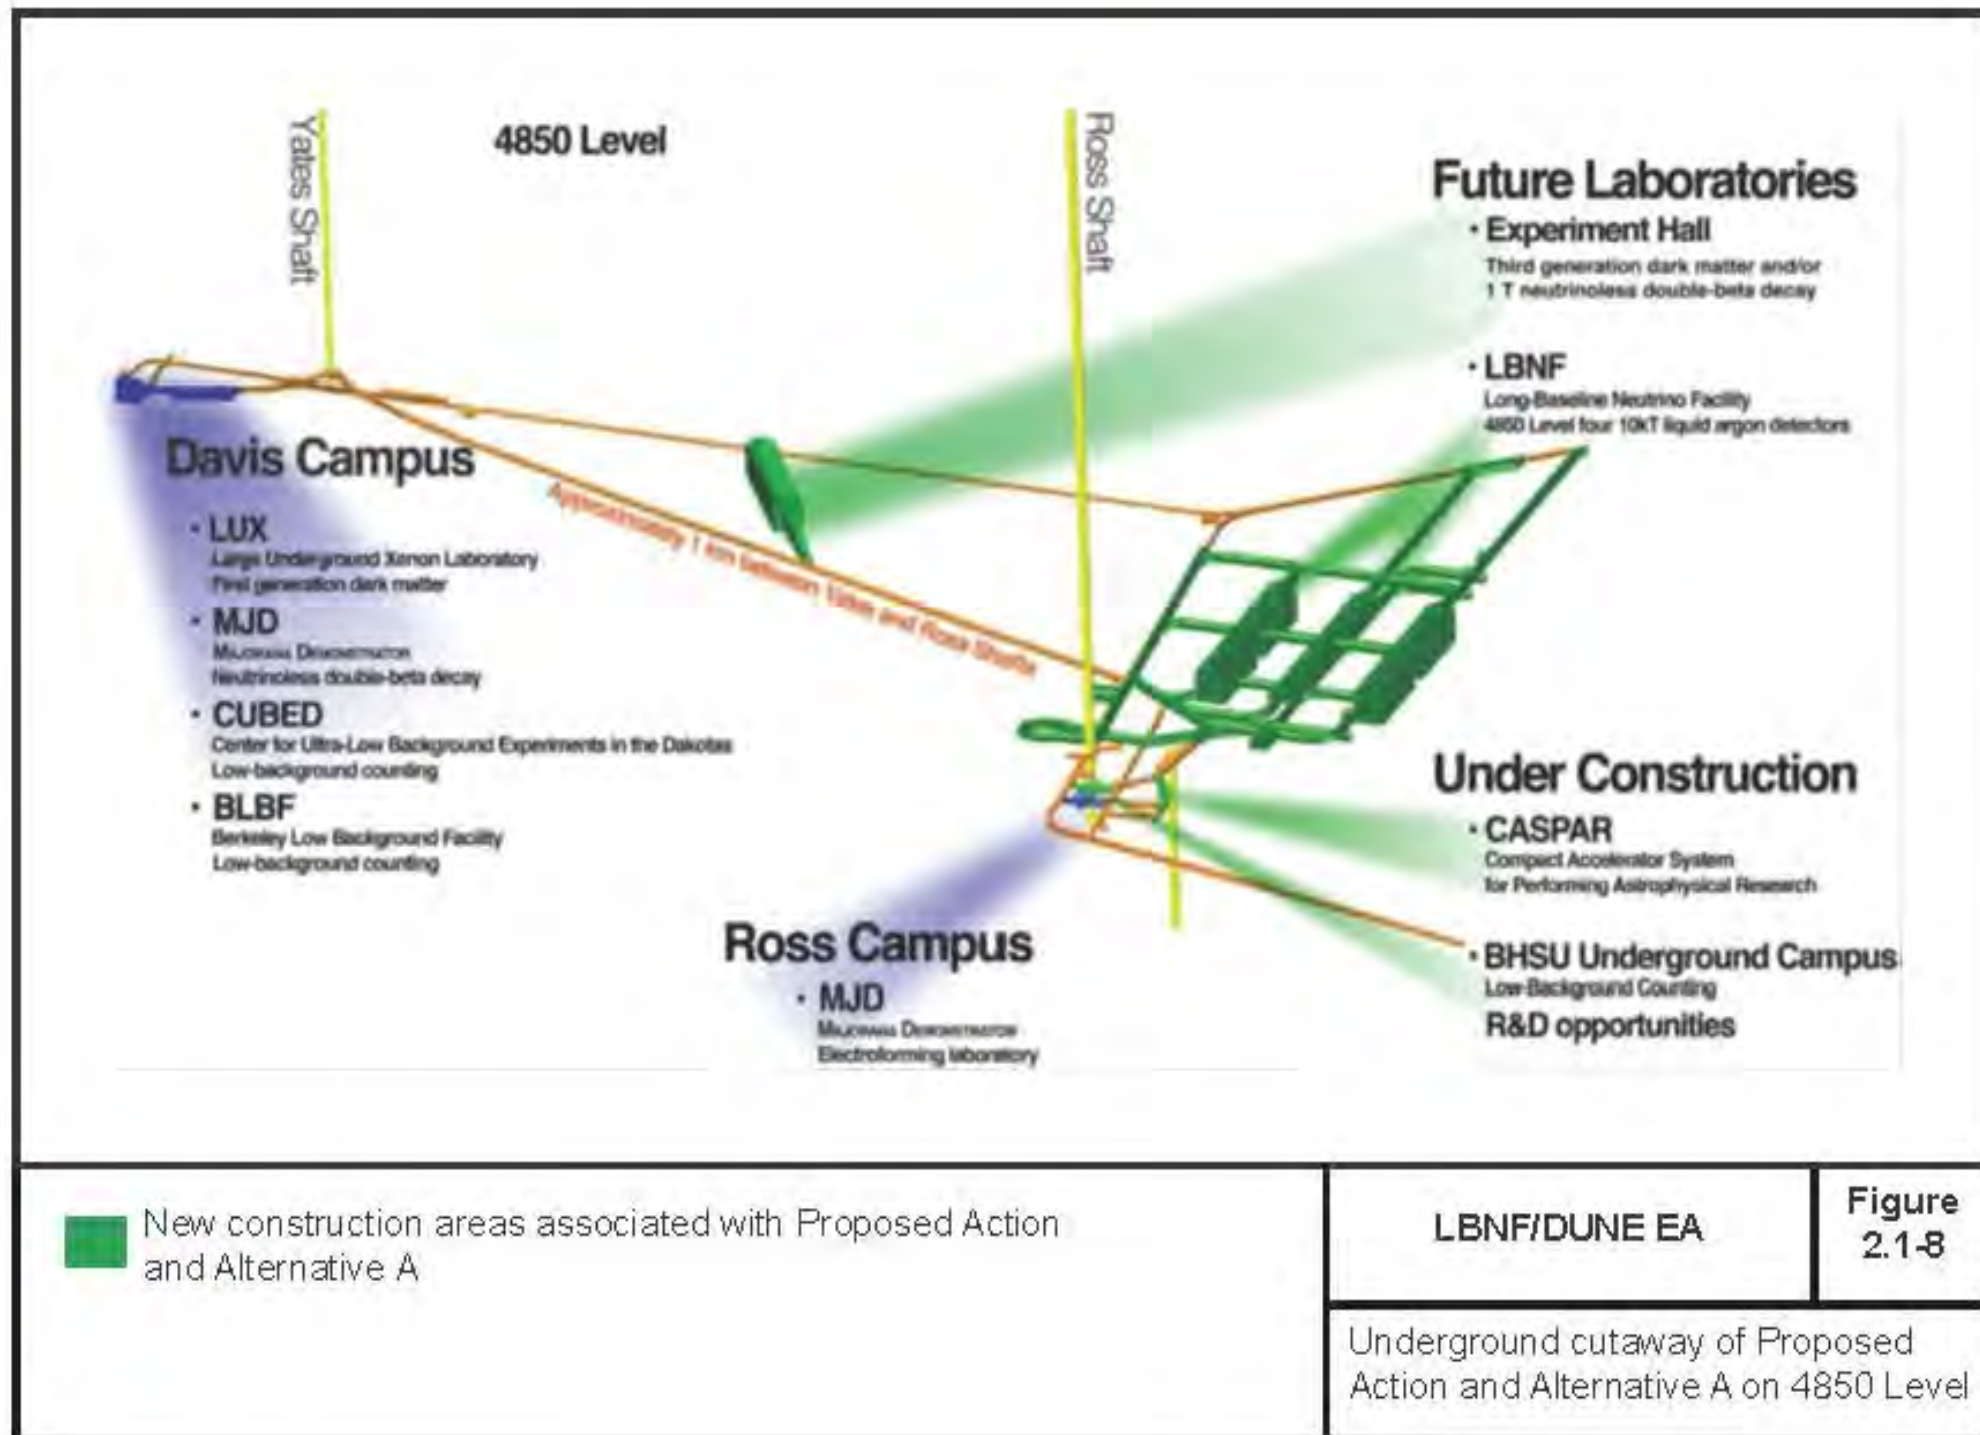 Yates Shaft
4850 Level
Ross Shaft
Future Laboratories
· Experiment Hall
Third generation dark matter and/or
1 T neutrinoless double-beta decay
· LBNF
Long-Baseline Neutrino Facility
4850 Level four 10kT liquid argon detectors
Davis Campus
· LUX
Large Underground Xenon Laboratory
First generation dark matter
· MJD
MAJORANA DEMONSTRATOR
Neutrinoless double-beta decay
· CUBED
Center for Ultra-Low Background Experiments in the Dakotas
Low-background counting
· BLBF
Berkeley Low Background Facility
Low-background counting
Approximately 1 km between Yates and Ross Shafts
Ross Campus
· MJD
MAJORANA DEMONSTRATOR
Electroforming laboratory
Under Construction
· CASPAR
Compact Accelerator System
for Performing Astrophysical Research
· BHSU Underground Campus
Low-Background Counting
R&D opportunities
New construction areas associated with Proposed Action
and Alternative A
LBNF/DUNE EA
Figure
2.1-8
Underground cutaway of Proposed
Action and Alternative A on 4850 Level